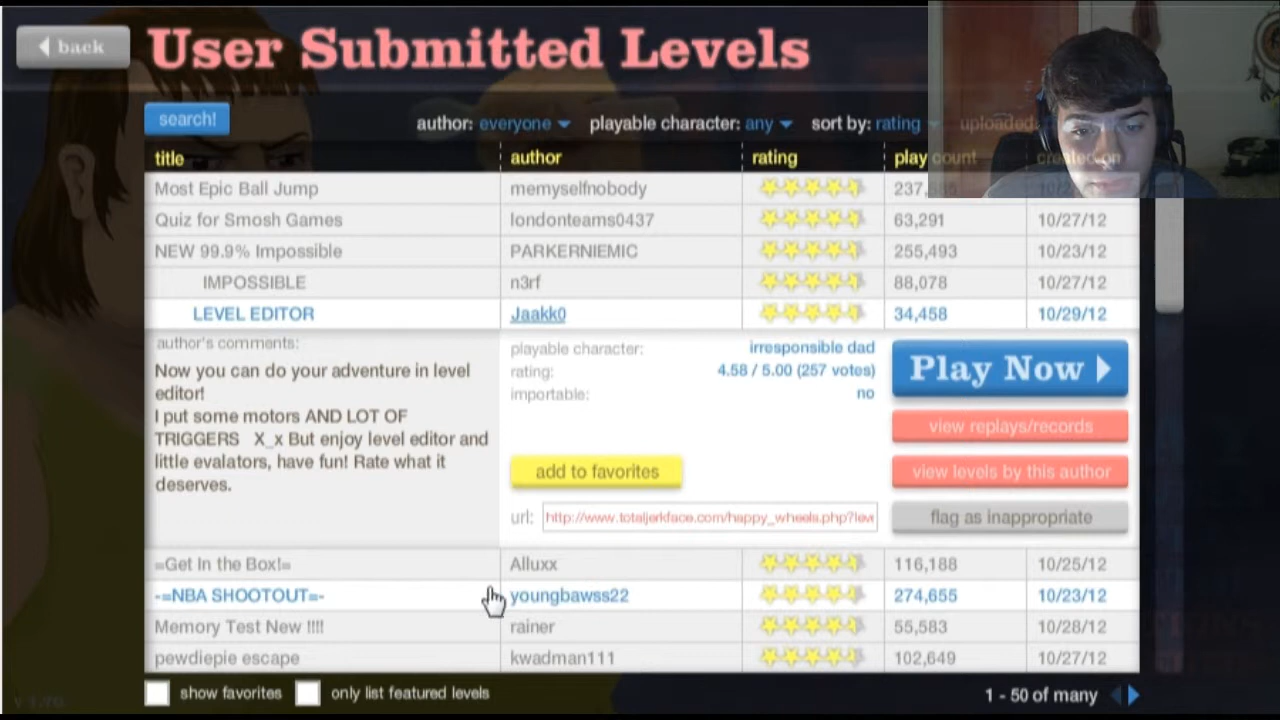 back
User Submitted Levels
search!
author: everyone playable character: any sort by: rating uploaded:
title author rating play count created on
Most Epic Ball Jump memyselfnobody
Quiz for Smosh Games londonteams0437 63,291 10/27/12
NEW 99.9% Impossible PARKERNIEMIC 255,493 10/23/12
IMPOSSIBLE n3rf 88,078 10/27/12
LEVEL EDITOR Jaakk0 34,458 10/29/12
author's comments:
Now you can do your adventure in level
editor!
I put some motors AND LOT OF
TRIGGERS X_x But enjoy level editor and
little evalators, have fun! Rate what it
deserves.
playable character: irresponsible dad
rating: 4.58 / 5.00 (257 votes)
importable: no
add to favorites
url: http://www.totaljerkface.com/happy_wheels.php?leve
Play Now
view replays/records
view levels by this author
flag as inappropriate
=Get In the Box!= Alluxx 116,188 10/25/12
-=NBA SHOOTOUT=- youngbawss22 274,655 10/23/12
Memory Test New !!!! rainer 55,583 10/28/12
pewdiepie escape kwadman111 102,649 10/27/12
show favorites only list featured levels 1 - 50 of many